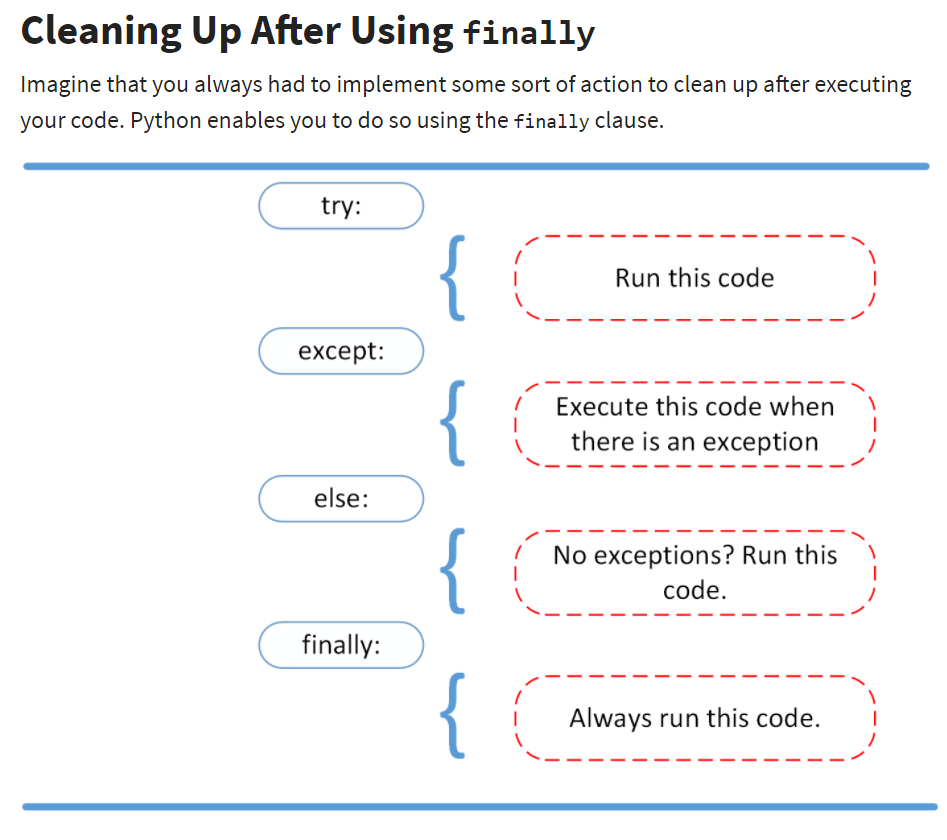 Cleaning Up After Using finally
Imagine that you always had to implement some sort of action to clean up after executing
your code. Python enables you to do so using the finally clause.
try:
Run this code
except:
Execute this code when
there is an exception
else:
No exceptions? Run this
code.
finally:
Always run this code.